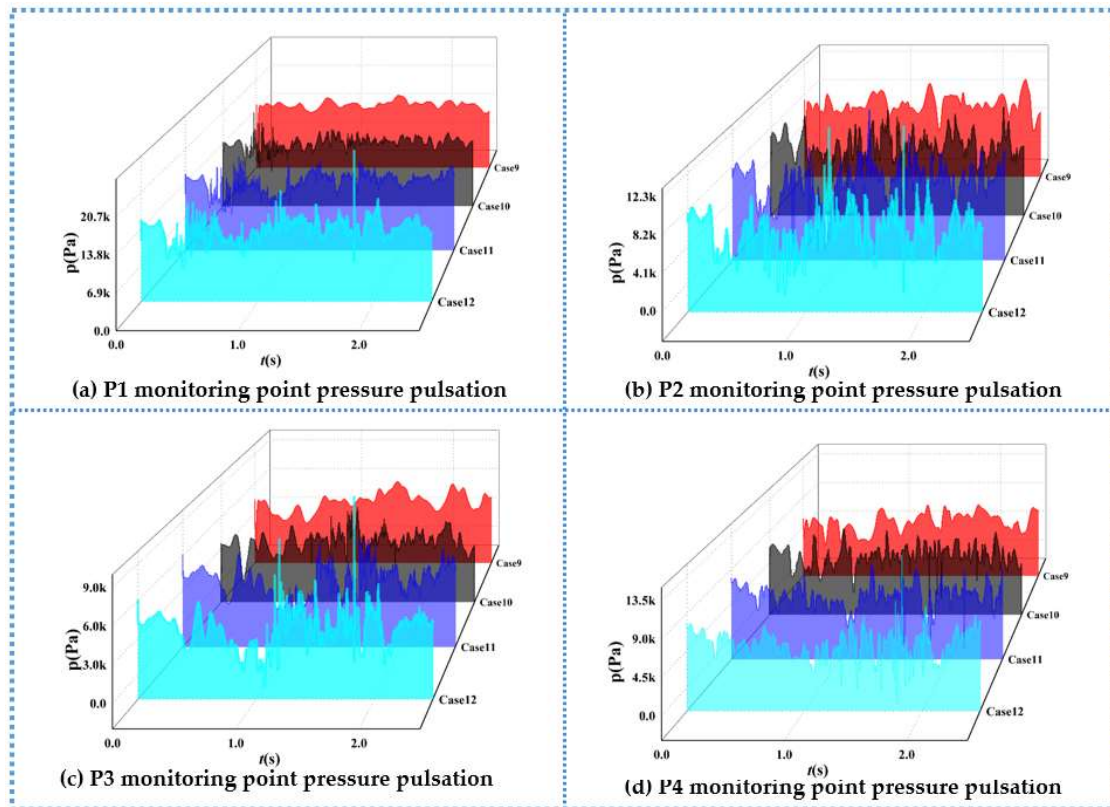 20.7k
13.8k
6.9k
0.0
p(Pa)
0.0
1.0
2.0
t(s)
Case9
Case10
Case11
Case12
(a) P1 monitoring point pressure pulsation
12.3k
8.2k
4.1k
0.0
p(Pa)
0.0
1.0
2.0
t(s)
Case9
Case10
Case11
Case12
(b) P2 monitoring point pressure pulsation
9.0k
6.0k
3.0k
0.0
p(Pa)
0.0
1.0
2.0
t(s)
Case9
Case10
Case11
Case12
(c) P3 monitoring point pressure pulsation
13.5k
9.0k
4.5k
0.0
p(Pa)
0.0
1.0
2.0
t(s)
Case9
Case10
Case11
Case12
(d) P4 monitoring point pressure pulsation